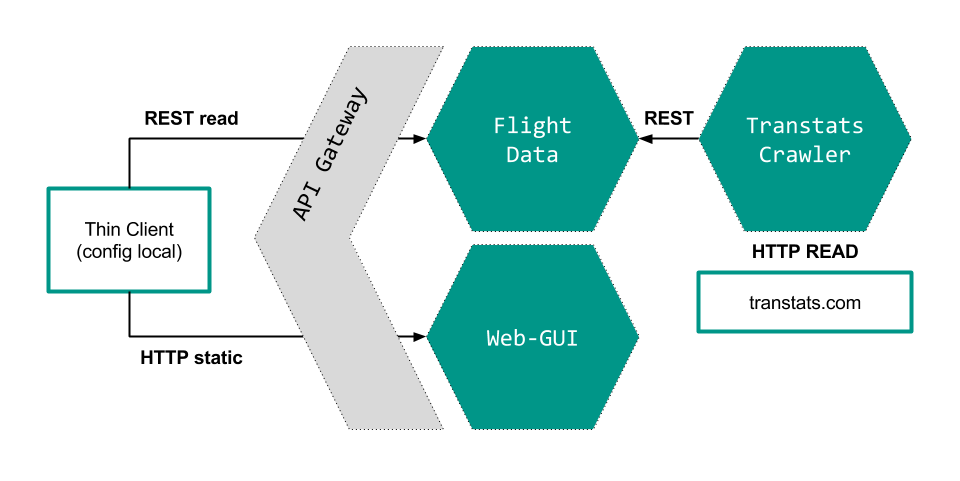 REST read
API Gateway
Flight
Data
REST
Transtats
Crawler
Thin Client
(config local)
HTTP READ
transtats.com
Web-GUI
HTTP static